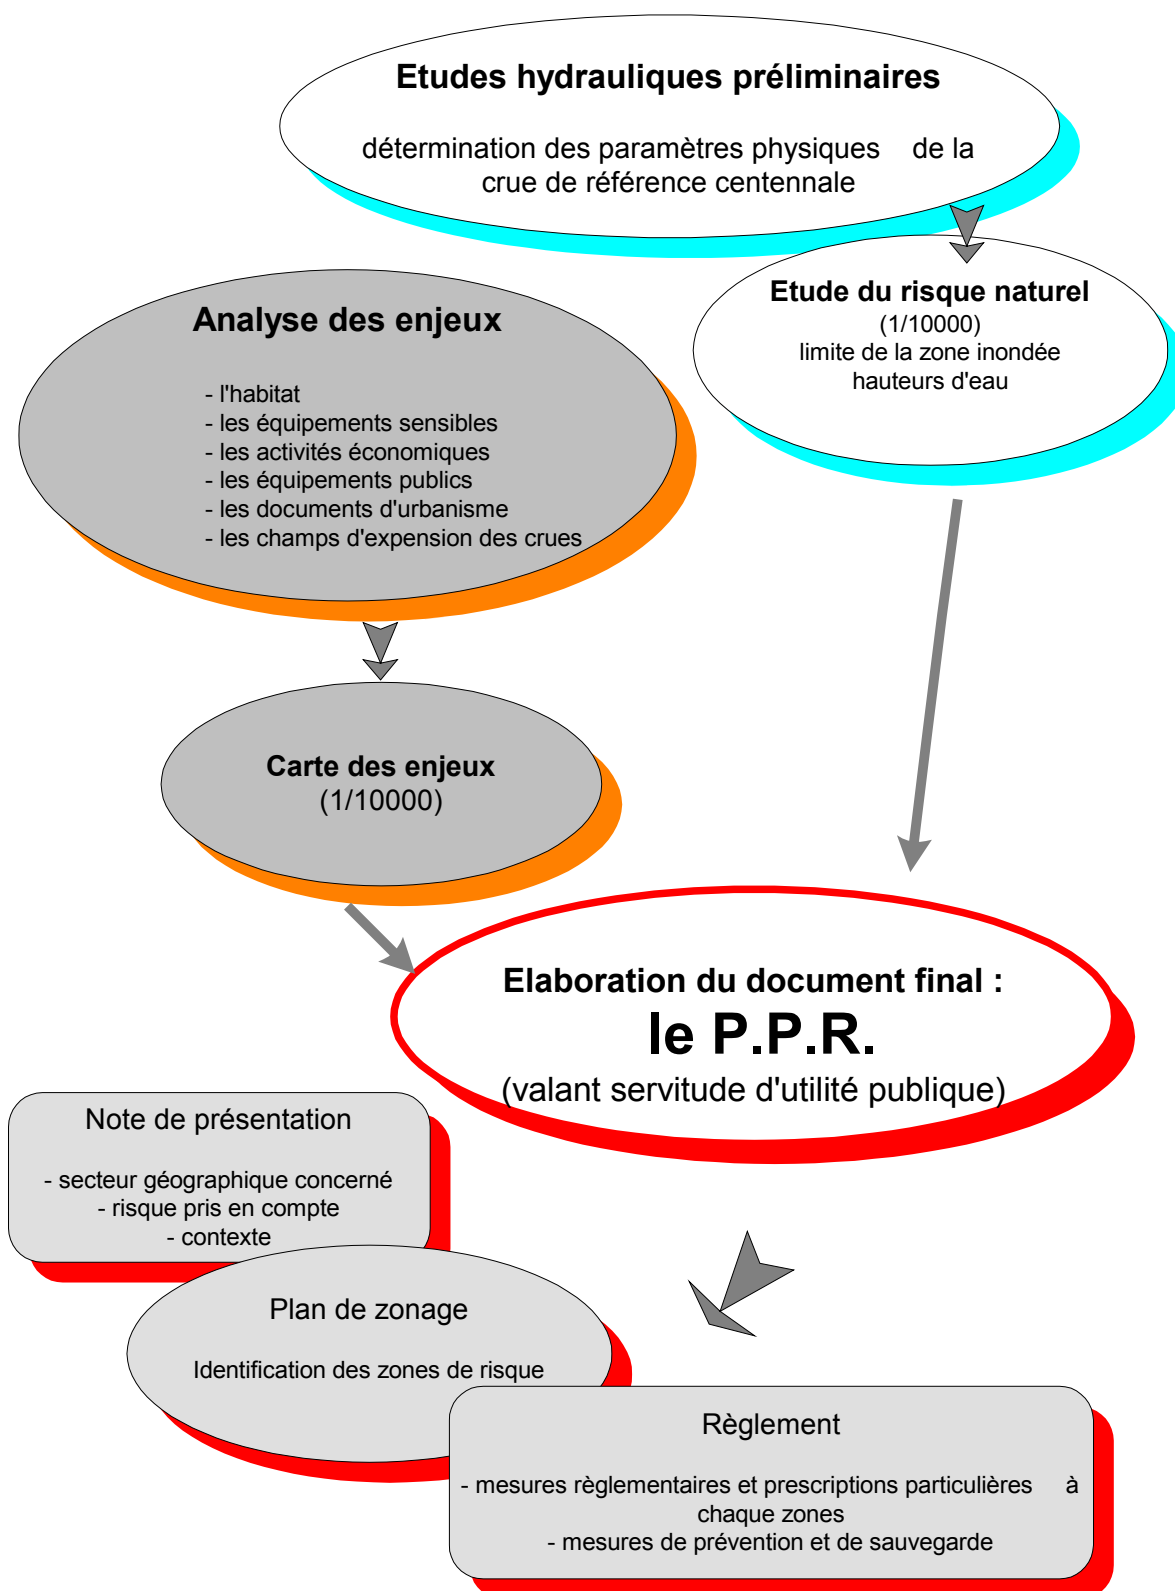 Etudes hydrauliques préliminaires
détermination des paramètres physiques de la
crue de référence centennale
Etude du risque naturel
(1/10000)
limite de la zone inondée
hauteurs d'eau
Analyse des enjeux
- l'habitat
- les équipements sensibles
- les activités économiques
- les équipements publics
- les documents d'urbanisme
- les champs d'expension des crues
Carte des enjeux
(1/10000)
Elaboration du document final :
le P.P.R.
(valant servitude d'utilité publique)
Note de présentation
- secteur géographique concerné
- risque pris en compte
- contexte
Plan de zonage
Identification des zones de risque
Règlement
- mesures règlementaires et prescriptions particulières à
chaque zones
- mesures de prévention et de sauvegarde